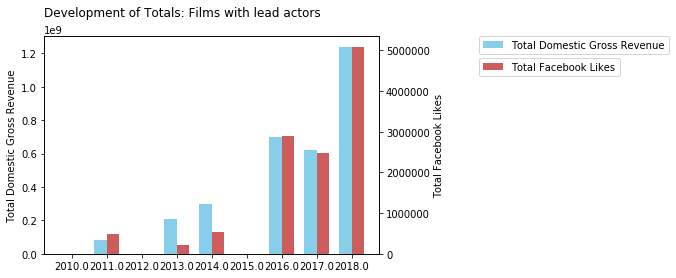 Development of Totals: Films with lead actors
1e9
1.2
1.0
0.8
0.6
0.4
0.2
0.0
Total Domestic Gross Revenue
2010.0 2011.0 2012.0 2013.0 2014.0 2015.0 2016.0 2017.0 2018.0
5000000
4000000
3000000
2000000
1000000
0
Total Facebook Likes
Total Domestic Gross Revenue
Total Facebook Likes